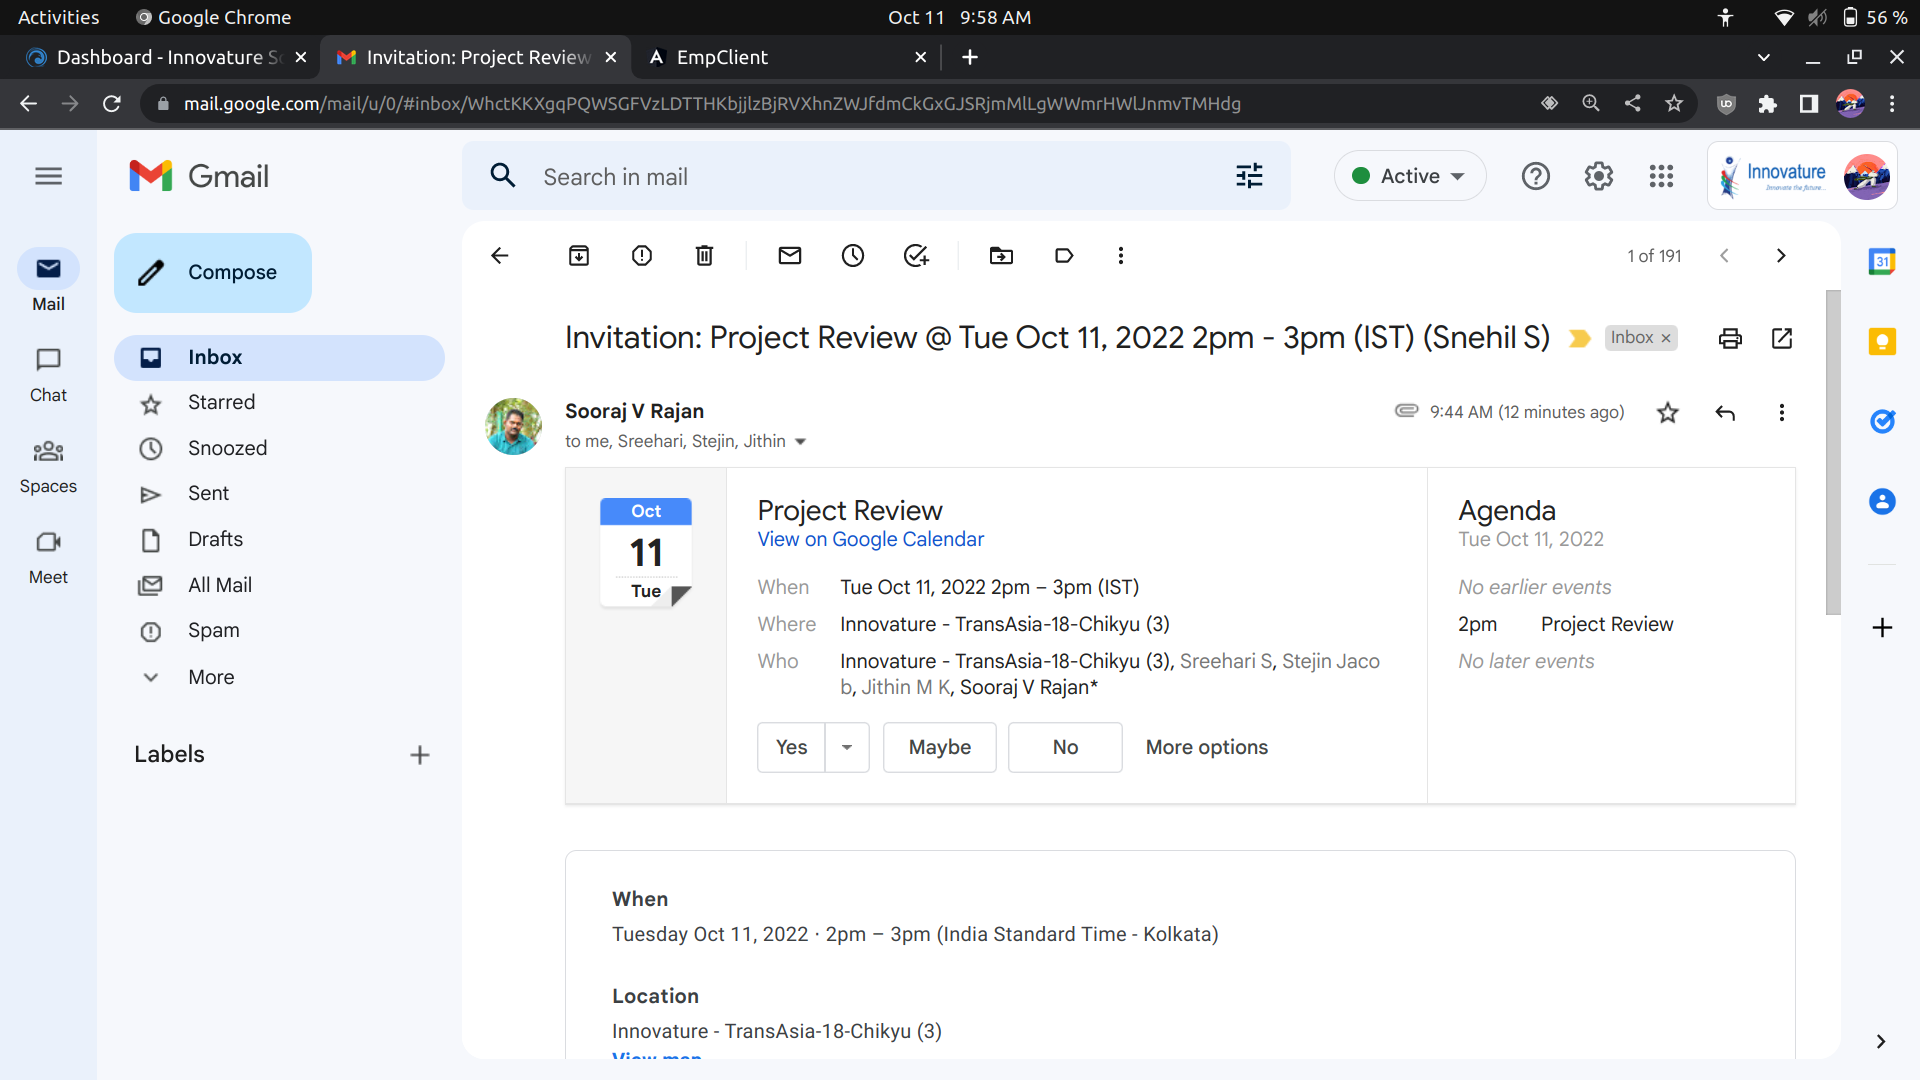 Activities
Google Chrome
Oct 11 9:58 AM
56 %
Dashboard - Innovature
Invitation: Project Review
EmpClient
mail.google.com/mail/u/0/#inbox/WhctKKXgqPQWSGFVzLDTTHKbjjlzBjRVXhnZWJfdmCkGxGJSRjmMlLgWWmrHWlJnmvTMHdg
Gmail
Search in mail
Active
Innovature
Innovate the future...
Mail
Chat
Spaces
Meet
Compose
Inbox
Starred
Snoozed
Sent
Drafts
All Mail
Spam
More
Labels
1 of 191
Invitation: Project Review @ Tue Oct 11, 2022 2pm - 3pm (IST) (Snehil S)
Inbox
Sooraj V Rajan
9:44 AM (12 minutes ago)
to me, Sreehari, Stejin, Jithin
Oct
11
Tue
Project Review
View on Google Calendar
When Tue Oct 11, 2022 2pm – 3pm (IST)
Where Innovature - TransAsia-18-Chikyu (3)
Who Innovature - TransAsia-18-Chikyu (3), Sreehari S, Stejin Jaco
b, Jithin M K, Sooraj V Rajan*
Yes
Maybe
No
More options
Agenda
Tue Oct 11, 2022
No earlier events
2pm Project Review
No later events
When
Tuesday Oct 11, 2022 · 2pm – 3pm (India Standard Time - Kolkata)
Location
Innovature - TransAsia-18-Chikyu (3)
View map
31